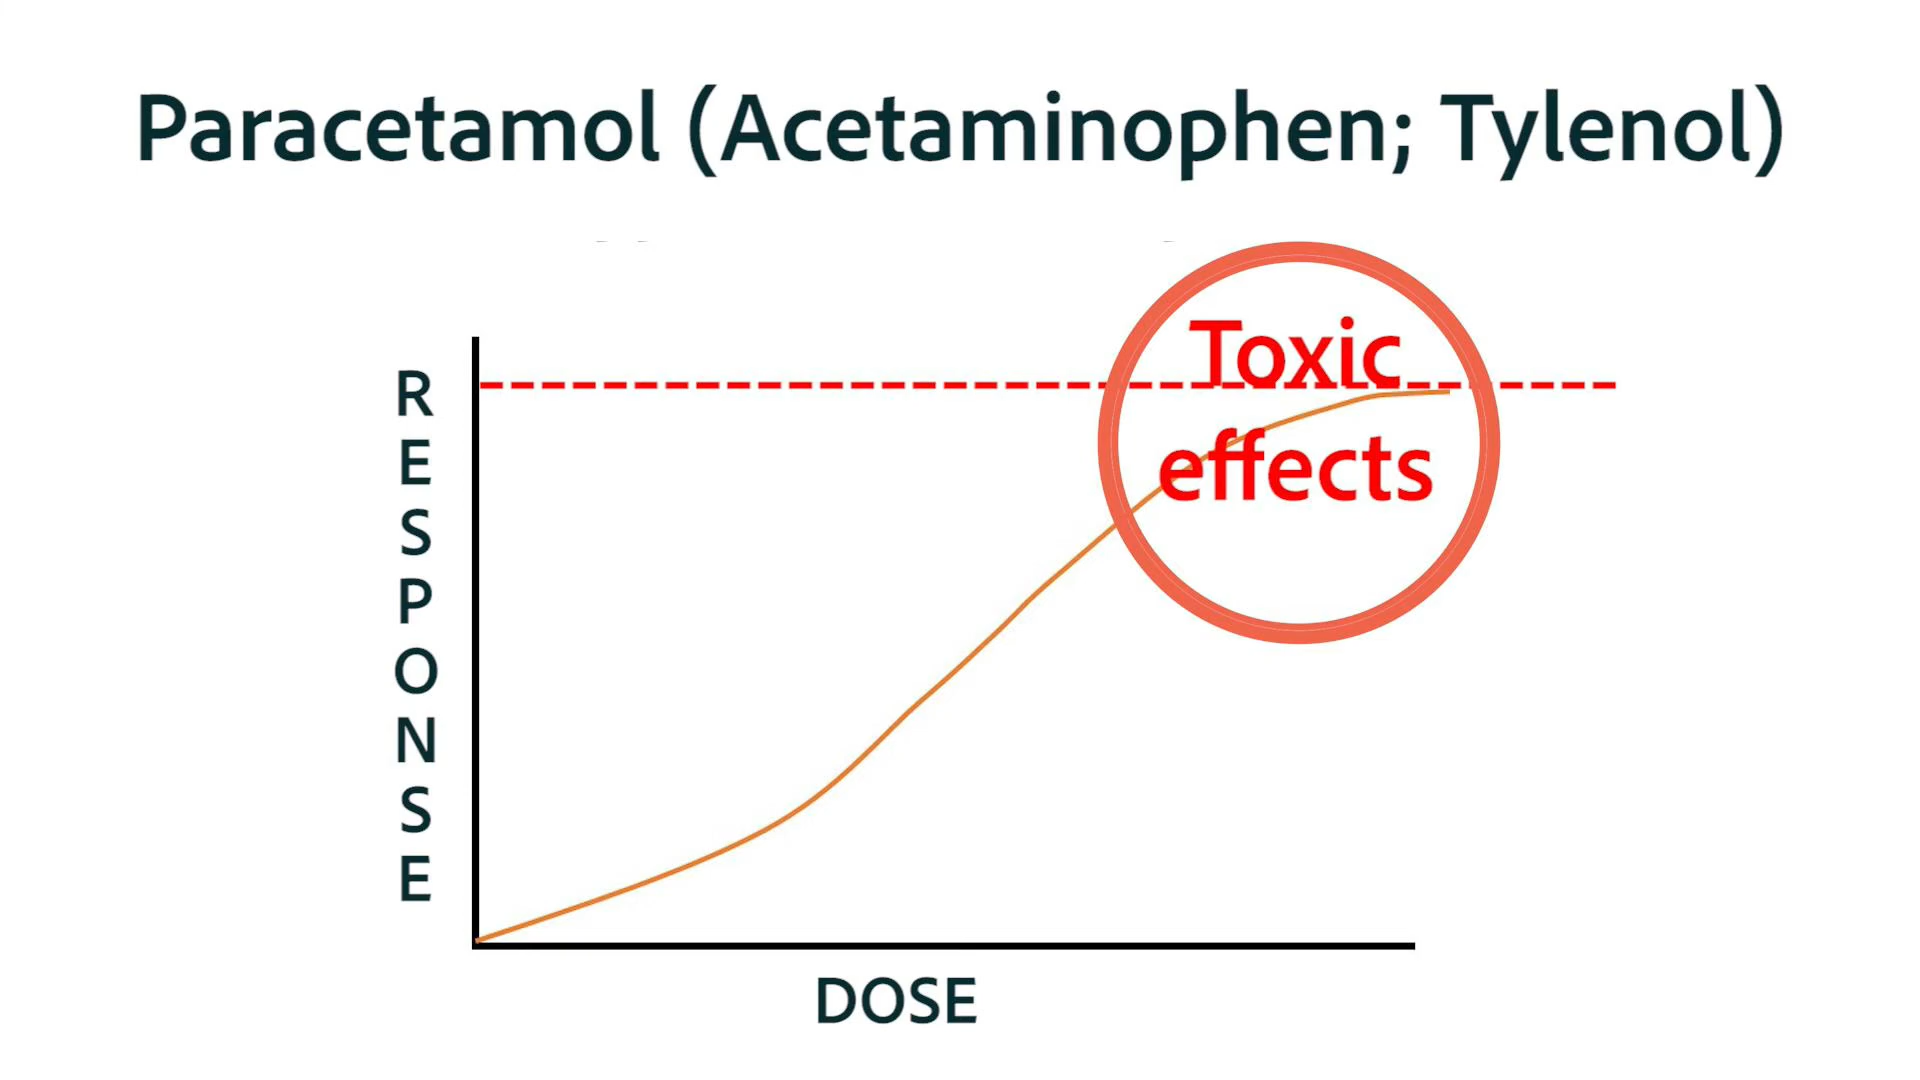 Paracetamol (Acetaminophen; Tylenol)
Toxic
effects
RESPONSE
DOSE